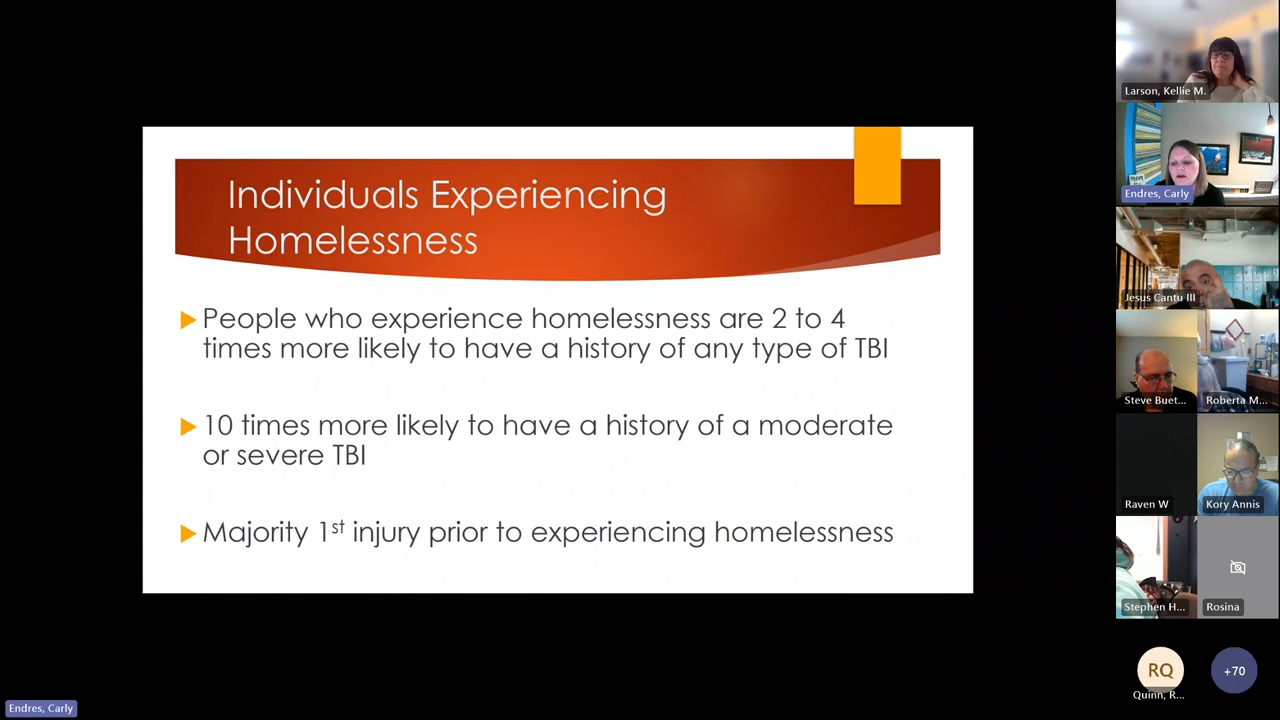 Individuals Experiencing
Homelessness
People who experience homelessness are 2 to 4
times more likely to have a history of any type of TBI
10 times more likely to have a history of a moderate
or severe TBI
Majority 1st injury prior to experiencing homelessness
Larson, Kellie M.
Endres, Carly
Jesus Cantu III
Steve Buet...
Roberta M...
Raven W
Kory Annis
Stephen H...
Rosina
RQ
Quinn, R...
+70
Endres, Carly